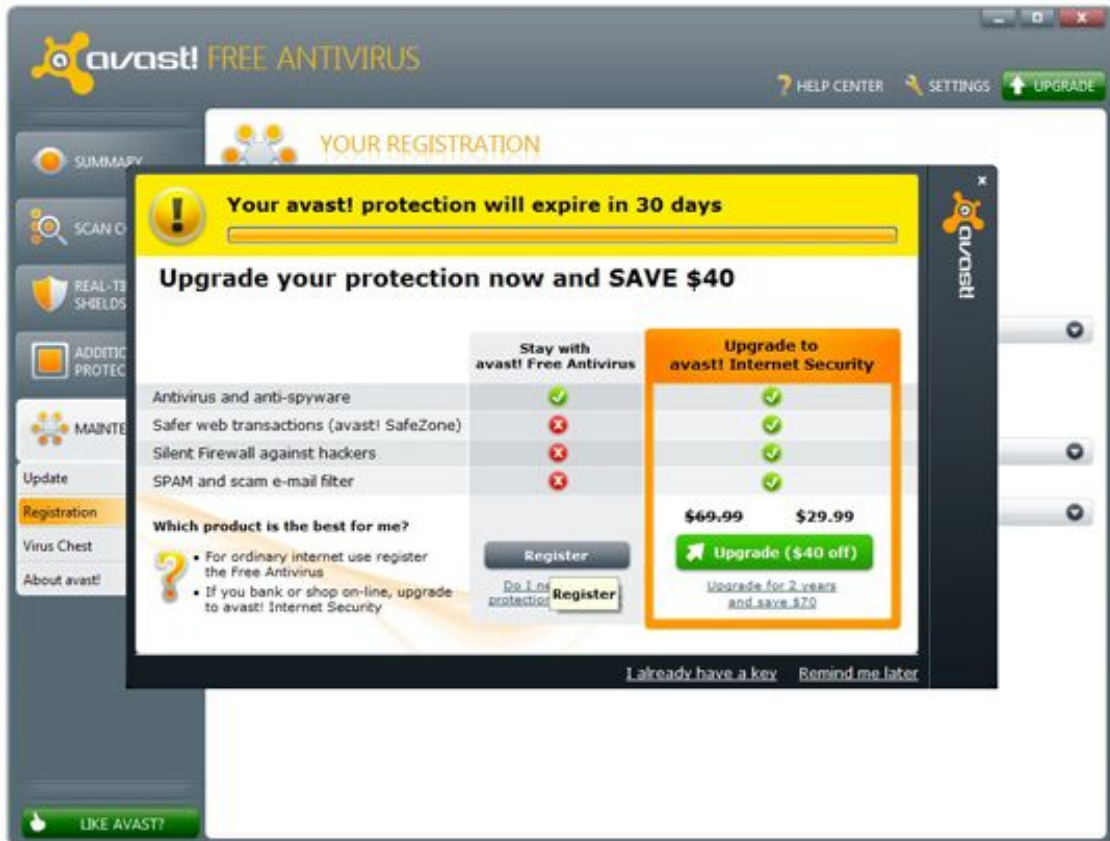 avast! FREE ANTIVIRUS
HELP CENTER
SETTINGS
UPGRADE
YOUR REGISTRATION
SUMMARY
SCAN
REAL-TI
SHIELDS
ADDITIO
PROTEC
MAINTE
Update
Registration
Virus Chest
About avast!
LIKE AVAST?
Your avast! protection will expire in 30 days
x
avast!
Upgrade your protection now and SAVE $40
Stay with
avast! Free Antivirus
Upgrade to
avast! Internet Security
Antivirus and anti-spyware
Safer web transactions (avast! SafeZone)
Silent Firewall against hackers
SPAM and scam e-mail filter
Which product is the best for me?
• For ordinary internet use register
the Free Antivirus
• If you bank or shop on-line, upgrade
to avast! Internet Security
Register
Do I ne
protection
Register
$69.99 $29.99
Upgrade ($40 off)
Upgrade for 2 years
and save $70
I already have a key
Remind me later